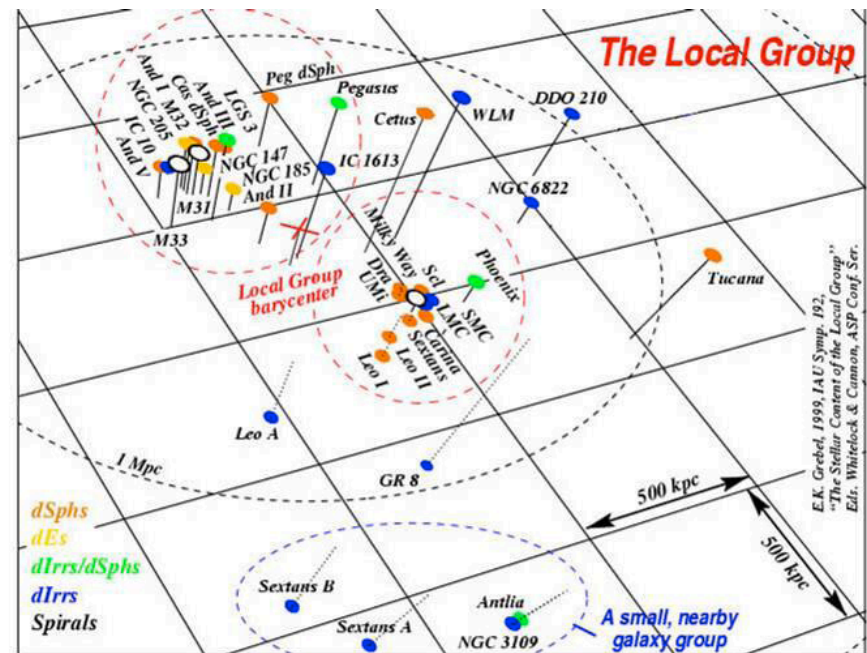 The Local Group
Peg dSph
Pegasus
Cetus
WLM
DDO 210
LGS 3
And III
Cas dSph
M32
And I
NGC 205
IC 10
And V
NGC 147
NGC 185
And II
M31
M33
IC 1613
NGC 6822
Local Group
barycenter
Milky Way
Dra
UMi
Scl
Phoenix
SMC
LMC
Carina
Sextans
Leo II
Leo I
Tucana
Leo A
GR 8
1 Mpc
500 kpc
500 kpc
dSphs
dEs
dIrrs/dSphs
dIrrs
Spirals
Sextans B
Sextans A
Antlia
NGC 3109
A small, nearby
galaxy group
E.K. Grebel, 1999, IAU Symp. 192,
"The Stellar Content of the Local Group"
Eds. Whitelock & Cannon, ASP Conf. Ser.